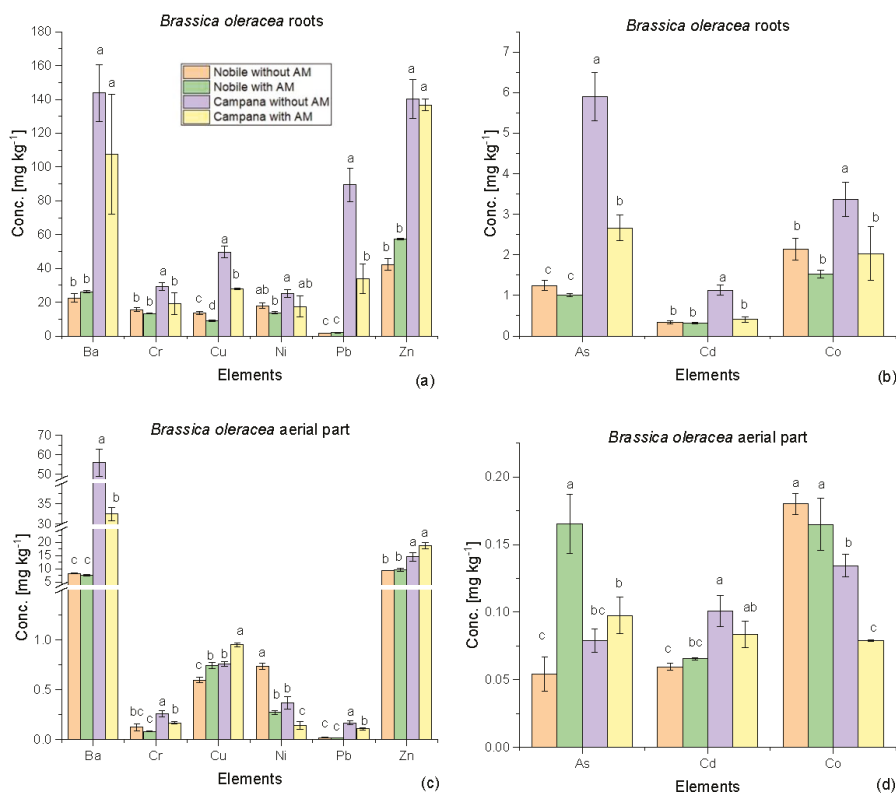 Brassica oleracea roots
180
160
140
120
100
80
60
40
20
0
Conc. [mg kg-1]
Nobile without AM
Nobile with AM
Campana without AM
Campana with AM
b b a a
b b a b
c d a b
ab b a ab
c c a b
b b a a
Ba Cr Cu Ni Pb Zn
Elements
(a)
Brassica oleracea roots
7
6
5
4
3
2
1
0
Conc. [mg kg-1]
c c a b
b b a b
b b a b
As Cd Co
Elements
(b)
Brassica oleracea aerial part
70
60
50
35
30
20
15
10
5
1.0
0.5
0.0
Conc. [mg kg-1]
c c a b
bc c a b
c b b a
a b b c
c c a b
b b a a
Ba Cr Cu Ni Pb Zn
Elements
(c)
Brassica oleracea aerial part
0.20
0.15
0.10
0.05
0.00
Conc. [mg kg-1]
c a bc b
c bc a ab
a a b c
As Cd Co
Elements
(d)